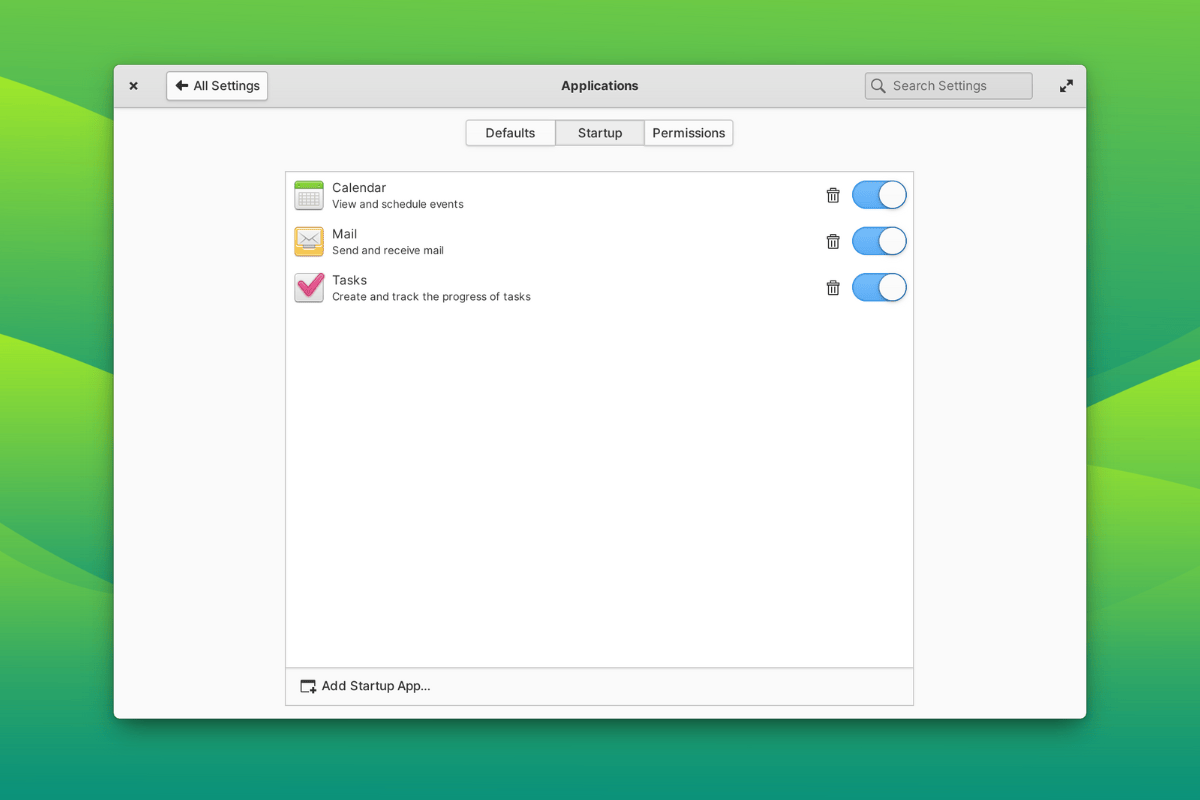 All Settings
Applications
Search Settings
Defaults
Startup
Permissions
Calendar
View and schedule events
Mail
Send and receive mail
Tasks
Create and track the progress of tasks
Add Startup App…